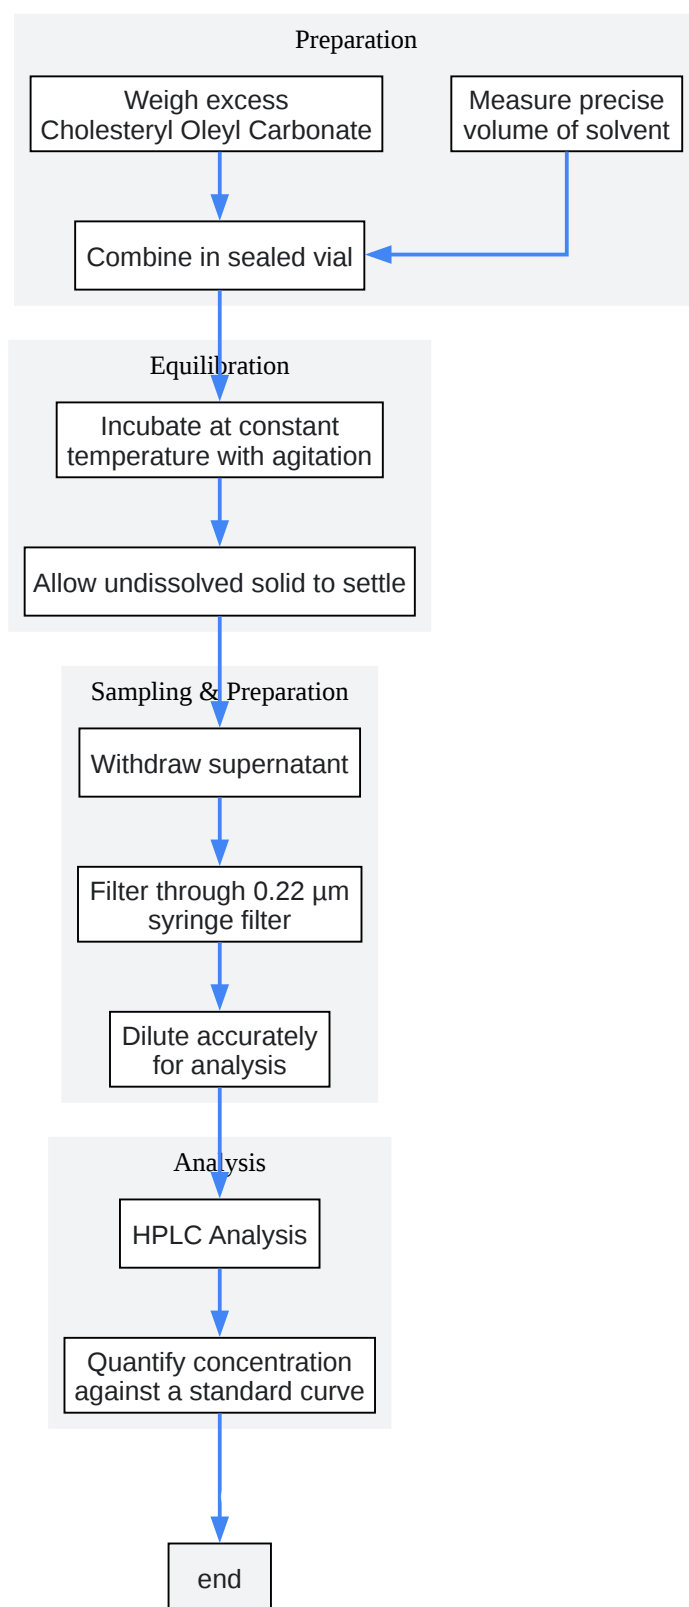 Preparation
Weigh excess
Cholesteryl Oleyl Carbonate
Measure precise
volume of solvent
Combine in sealed vial
Equilibration
Incubate at constant
temperature with agitation
Allow undissolved solid to settle
Sampling & Preparation
Withdraw supernatant
Filter through 0.22 µm
syringe filter
Dilute accurately
for analysis
Analysis
HPLC Analysis
Quantify concentration
against a standard curve
end